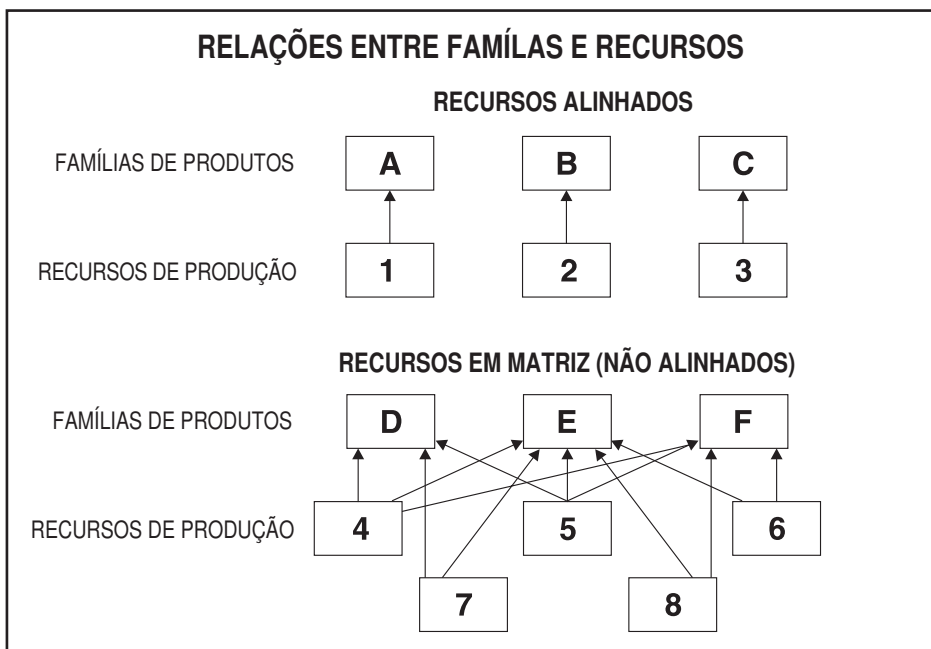 RELAÇÕES ENTRE FAMÍLAS E RECURSOS
RECURSOS ALINHADOS
FAMÍLIAS DE PRODUTOS A B C
RECURSOS DE PRODUÇÃO 1 2 3
RECURSOS EM MATRIZ (NÃO ALINHADOS)
FAMÍLIAS DE PRODUTOS D E F
RECURSOS DE PRODUÇÃO 4 5 6
7 8